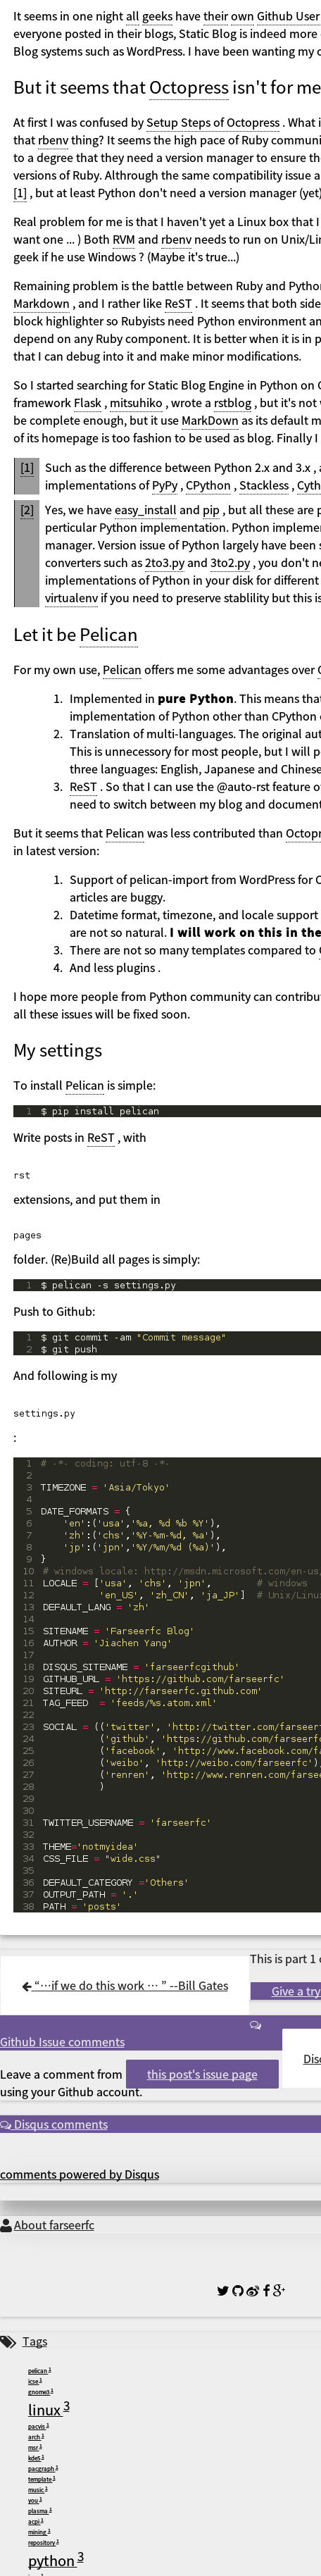 It seems in one night all geeks have their own Github User
everyone posted in their blogs, Static Blog is indeed more
Blog systems such as WordPress. I have been wanting my
But it seems that Octopress isn't for me
At first I was confused by Setup Steps of Octopress . What i
that rbenv thing? It seems the high pace of Ruby communi
to a degree that they need a version manager to ensure the
versions of Ruby. Althrough the same compatibility issue a
[1] , but at least Python don't need a version manager (yet)
Real problem for me is that I haven't yet a Linux box that I
want one ... ) Both RVM and rbenv needs to run on Unix/Lin
geek if he use Windows ? (Maybe it's true...)
Remaining problem is the battle between Ruby and Pytho
Markdown , and I rather like ReST . It seems that both side
block highlighter so Rubyists need Python environment an
depend on any Ruby component. It is better when it is in p
that I can debug into it and make minor modifications.
So I started searching for Static Blog Engine in Python on G
framework Flask , mitsuhiko , wrote a rstblog , but it's not w
be complete enough, but it use MarkDown as its default m
of its homepage is too fashion to be used as blog. Finally I
[1] Such as the difference between Python 2.x and 3.x , a
implementations of PyPy , CPython , Stackless , Cyth
[2] Yes, we have easy_install and pip , but all these are p
perticular Python implementation. Python implemen
manager. Version issue of Python largely have been s
converters such as 2to3.py and 3to2.py , you don't ne
implementations of Python in your disk for different
virtualenv if you need to preserve stablility but this is
Let it be Pelican
For my own use, Pelican offers me some advantages over
1. Implemented in pure Python. This means that
implementation of Python other than CPython
2. Translation of multi-languages. The original aut
This is unnecessory for most people, but I will p
three languages: English, Japanese and Chinese
3. ReST . So that I can use the @auto-rst feature of
need to switch between my blog and document
But it seems that Pelican was less contributed than Octopr
in latest version:
1. Support of pelican-import from WordPress for C
articles are buggy.
2. Datetime format, timezone, and locale support
are not so natural. I will work on this in the
3. There are not so many templates compared to
4. And less plugins .
I hope more people from Python community can contribut
all these issues will be fixed soon.
My settings
To install Pelican is simple:
1 $ pip install pelican
Write posts in ReST , with
rst
extensions, and put them in
pages
folder. (Re)Build all pages is simply:
1 $ pelican -s settings.py
Push to Github:
1 $ git commit -am "Commit message"
2 $ git push
And following is my
settings.py
:
1 # -*- coding: utf-8 -*-
2
3 TIMEZONE = 'Asia/Tokyo'
4
5 DATE_FORMATS = {
6 'en':('usa','%a, %d %b %Y'),
7 'zh':('chs','%Y-%m-%d, %a'),
8 'jp':('jpn','%Y/%m/%d (%a)'),
9 }
10 # windows locale: http://msdn.microsoft.com/en-us
11 LOCALE = ['usa', 'chs', 'jpn', # windows
12 'en_US', 'zh_CN', 'ja_JP'] # Unix/Linu
13 DEFAULT_LANG = 'zh'
14
15 SITENAME = 'Farseerfc Blog'
16 AUTHOR = 'Jiachen Yang'
17
18 DISQUS_SITENAME = 'farseerfcgithub'
19 GITHUB_URL = 'https://github.com/farseerfc'
20 SITEURL = 'http://farseerfc.github.com'
21 TAG_FEED = 'feeds/%s.atom.xml'
22
23 SOCIAL = (('twitter', 'http://twitter.com/farseerf
24 ('github', 'https://github.com/farseerfc
25 ('facebook', 'http://www.facebook.com/fa
26 ('weibo', 'http://weibo.com/farseerfc')
27 ('renren', 'http://www.renren.com/farsee
28 )
29
30
31 TWITTER_USERNAME = 'farseerfc'
32
33 THEME='notmyidea'
34 CSS_FILE = "wide.css"
35
36 DEFAULT_CATEGORY ='Others'
37 OUTPUT_PATH = '.'
38 PATH = 'posts'
This is part 1
“…if we do this work … ” --Bill Gates
Give a try
Github Issue comments
Disq
Leave a comment from this post's issue page
using your Github account.
Disqus comments
comments powered by Disqus
About farseerfc
Tags
pelican 1
icse 1
gnome3 1
linux 3
pacvis 1
arch 1
msr 1
kde5 1
pacgraph 1
template 1
music 1
you 1
plasma 1
acpi 1
mining 1
repository 1
python 3